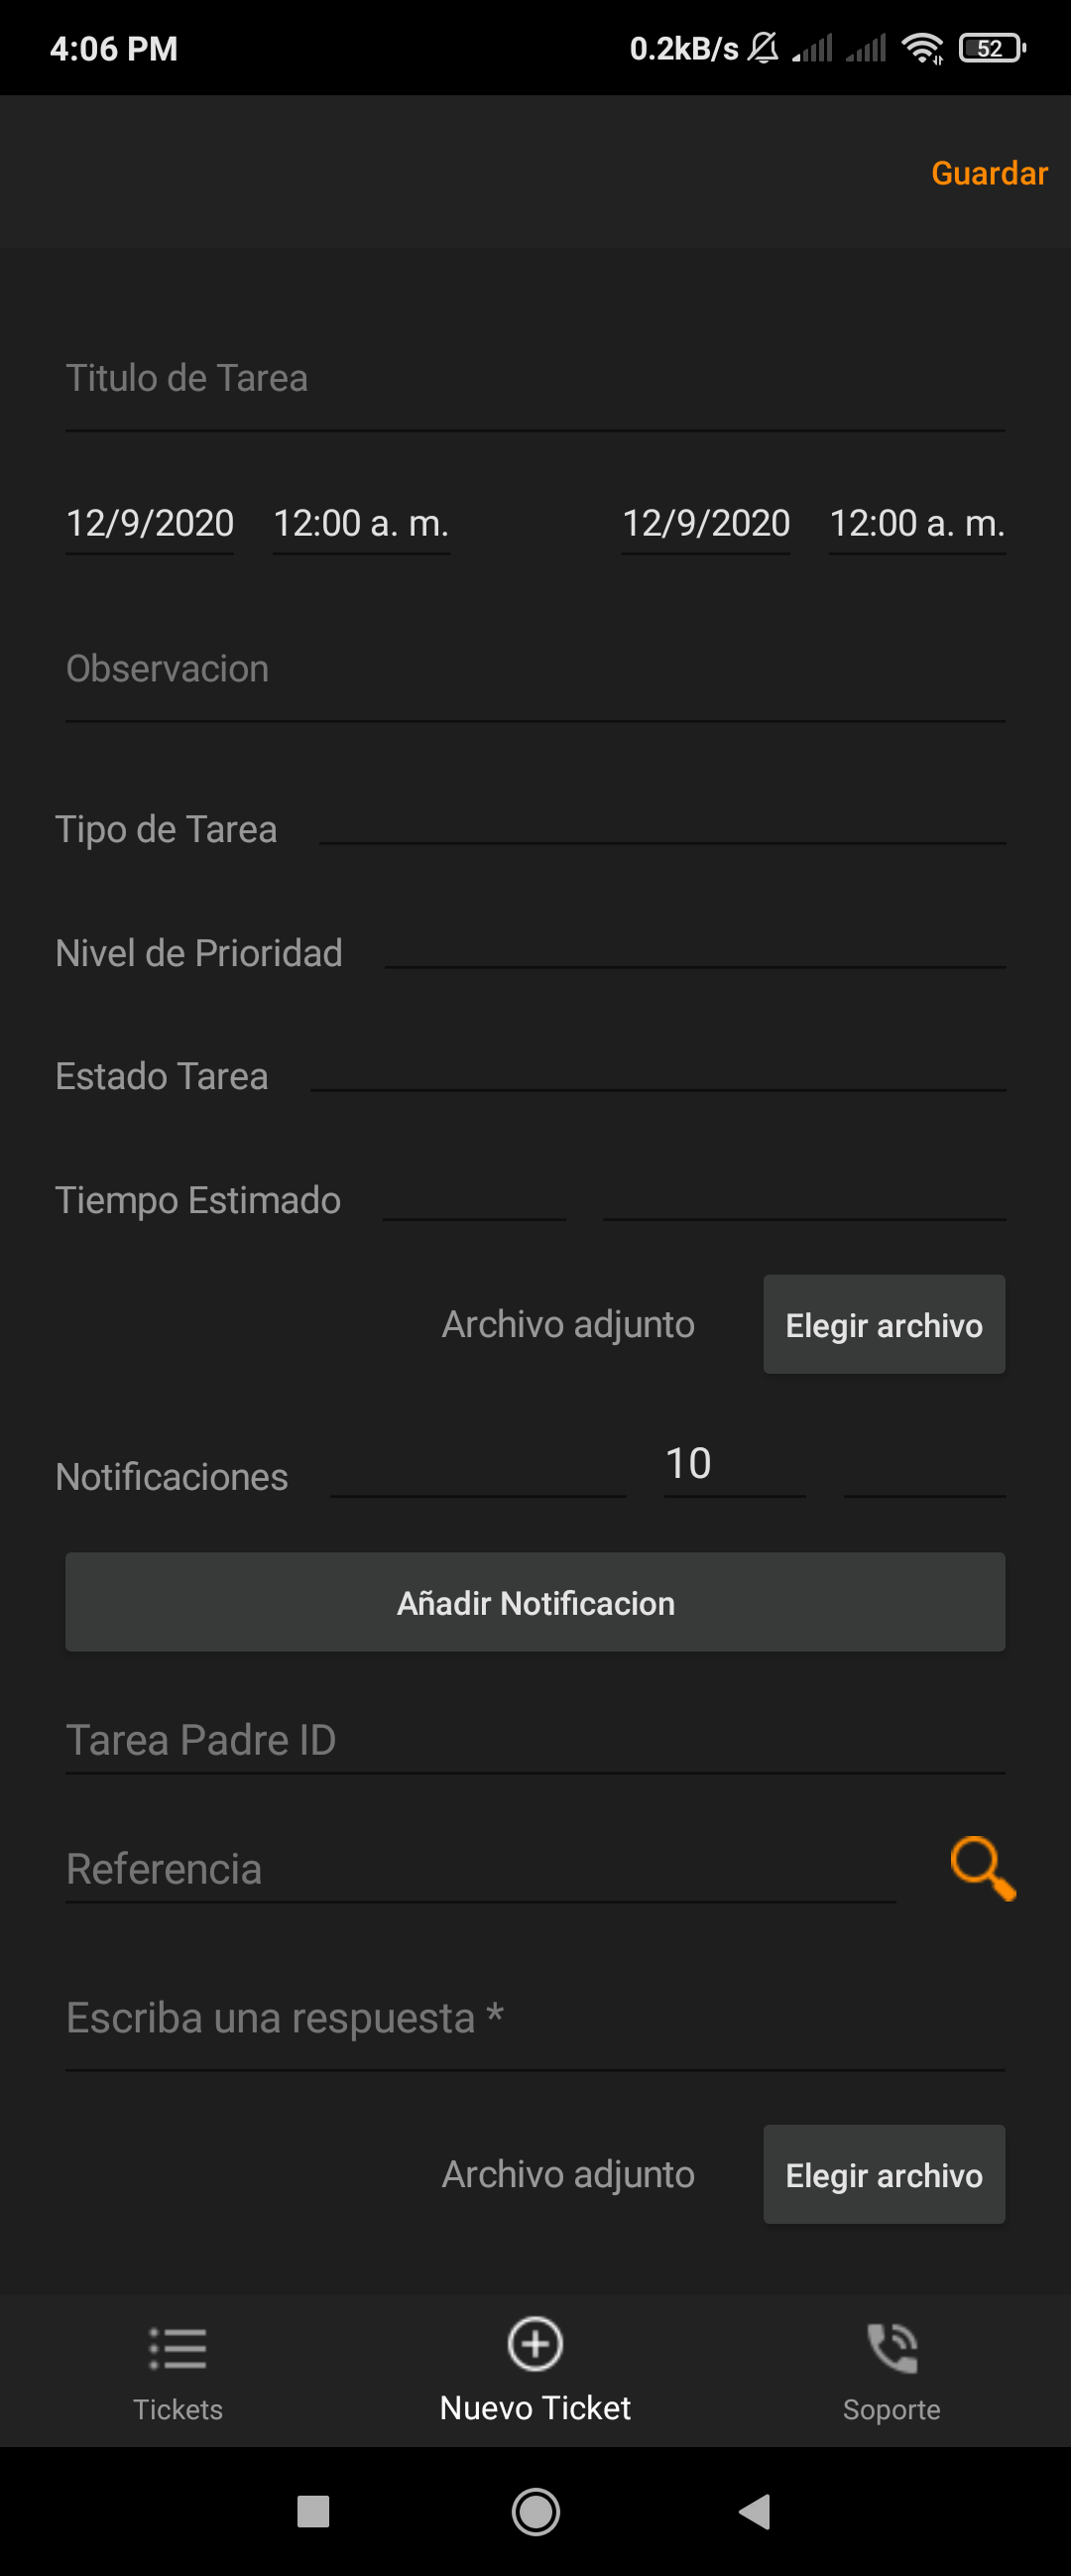 4:06 PM 0.2kB/s 52
Guardar
Titulo de Tarea
12/9/2020 12:00 a. m. 12/9/2020 12:00 a. m.
Observacion
Tipo de Tarea
Nivel de Prioridad
Estado Tarea
Tiempo Estimado
Archivo adjunto Elegir archivo
Notificaciones 10
Añadir Notificacion
Tarea Padre ID
Referencia
Escriba una respuesta *
Archivo adjunto Elegir archivo
Tickets Nuevo Ticket Soporte